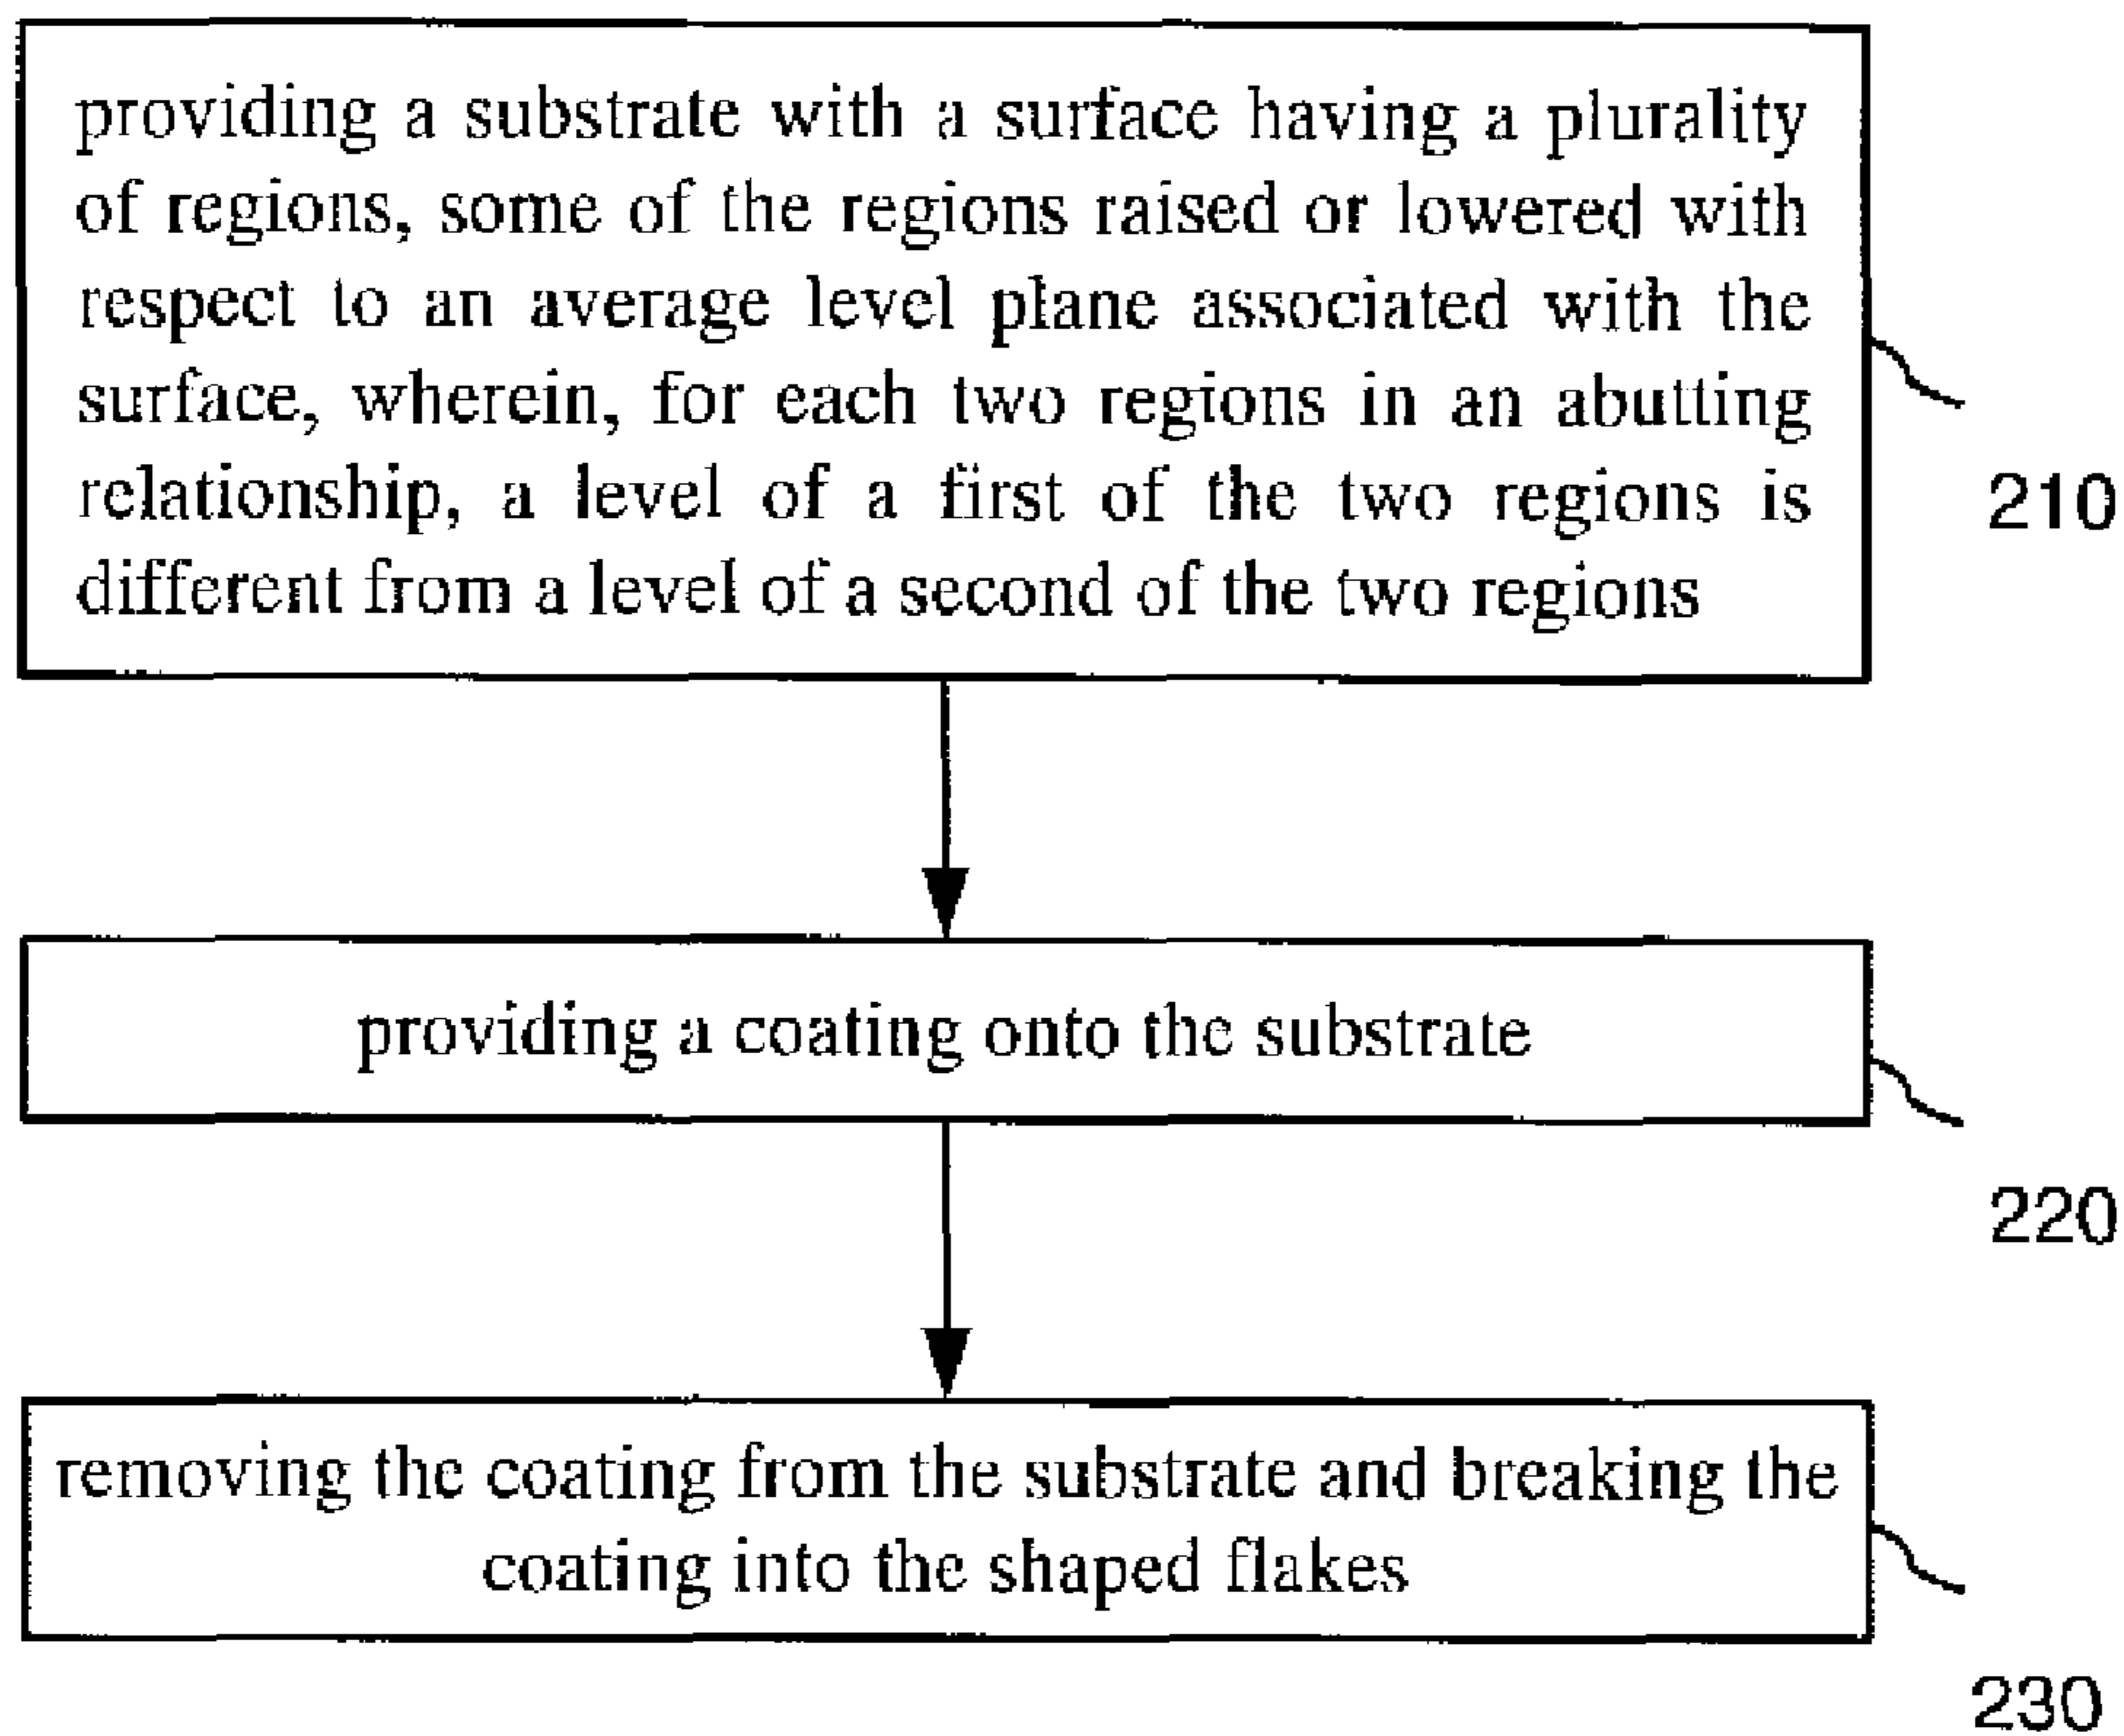 providing a substrate with a surface having a plurality
of regions, some of the regions raised or lowered with
respect to an average level plane associated with the
surface, wherein, for each two regions in an abutting
relationship, a level of a first of the two regions is
different from a level of a second of the two regions
210
providing a coating onto the substrate
220
removing the coating from the substrate and breaking the
coating into the shaped flakes
230